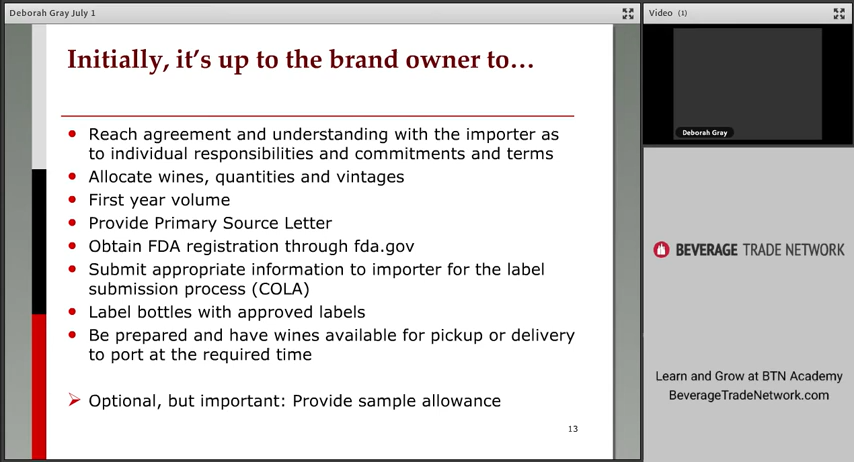 Deborah Gray July 1
Video (1)
Initially, it's up to the brand owner to…
Reach agreement and understanding with the importer as
to individual responsibilities and commitments and terms
Allocate wines, quantities and vintages
First year volume
Provide Primary Source Letter
Obtain FDA registration through fda.gov
Submit appropriate information to importer for the label
submission process (COLA)
Label bottles with approved labels
Be prepared and have wines available for pickup or delivery
to port at the required time
Optional, but important: Provide sample allowance
13
Deborah Gray
BEVERAGE TRADE NETWORK
Learn and Grow at BTN Academy
BeverageTradeNetwork.com